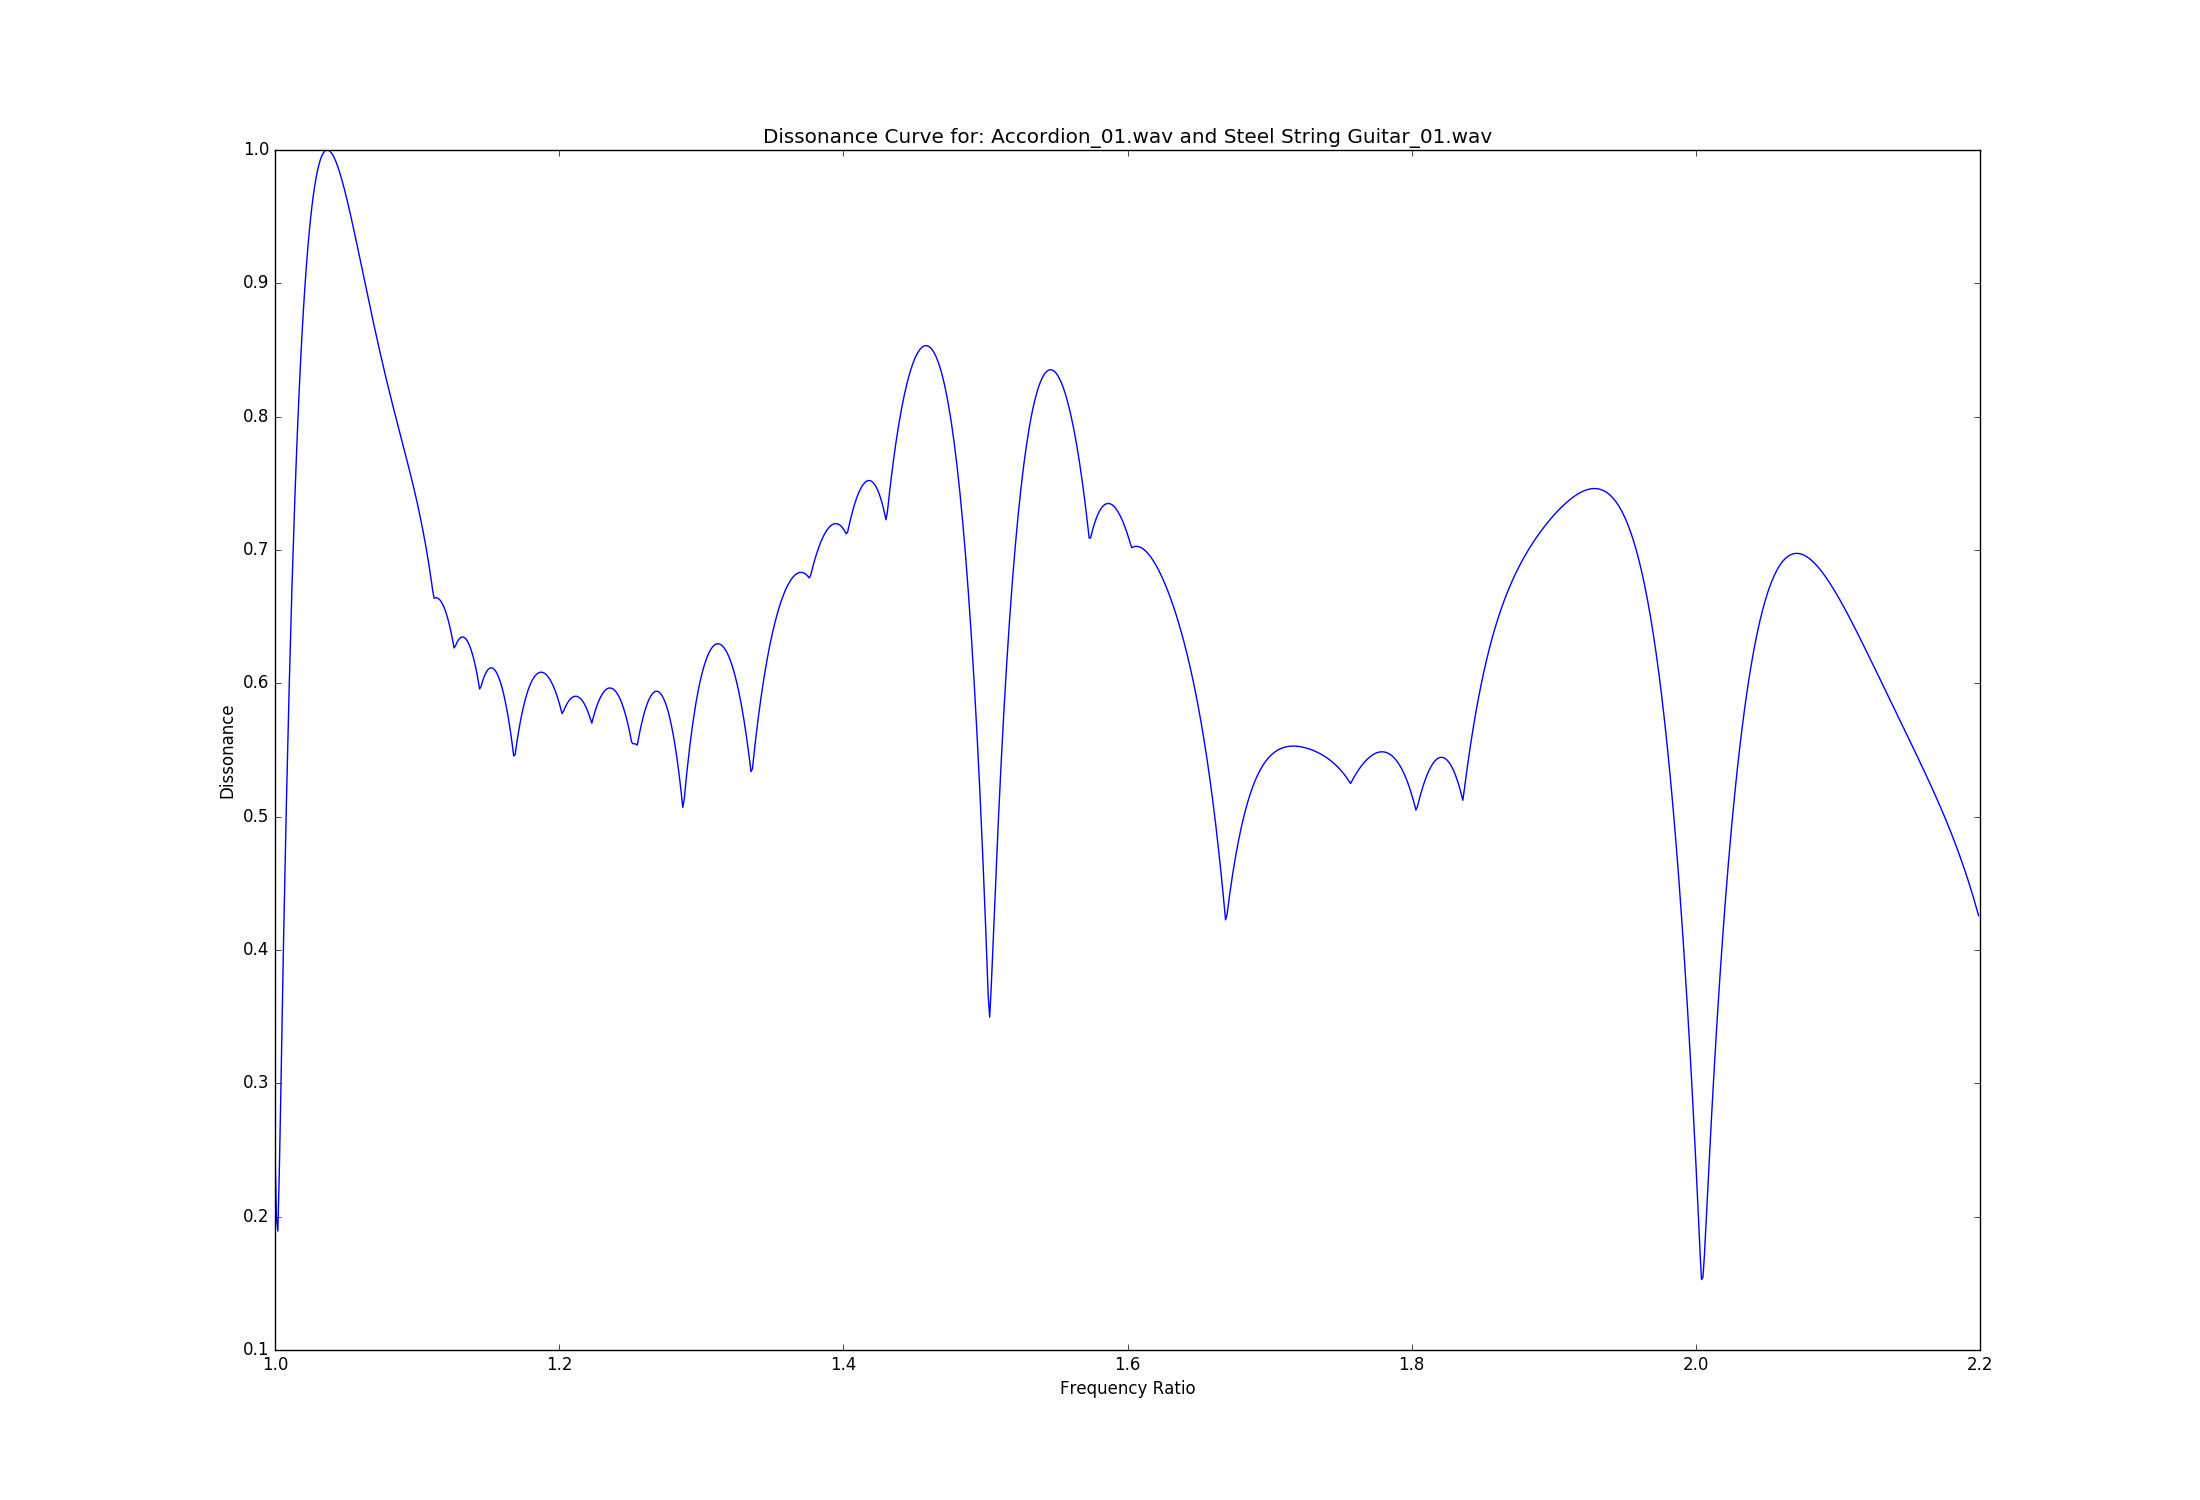 Dissonance Curve for: Accordion_01.wav and Steel String Guitar_01.wav
1.0
0.9
0.8
0.7
0.6
Dissonance
0.5
0.4
0.3
0.2
0.1
1.0 1.2 1.4 1.6 1.8 2.0 2.2
Frequency Ratio